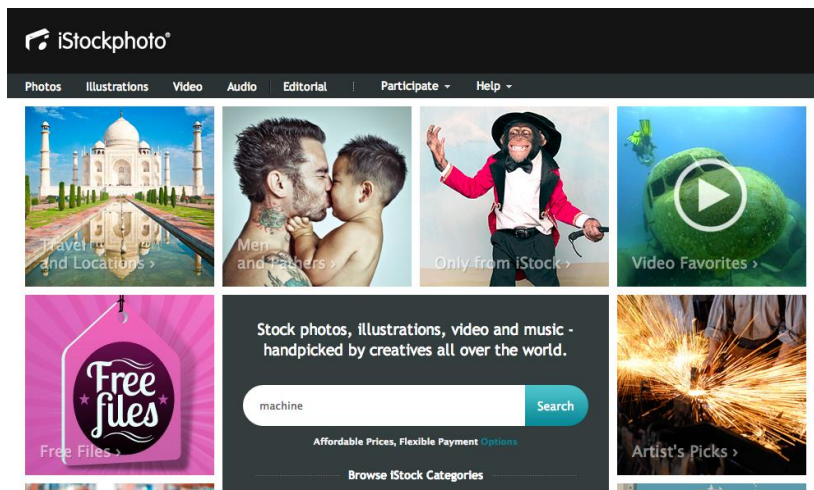 iStockphoto®
Photos Illustrations Video Audio Editorial Participate Help
Travel
and Locations ›
Men
and Fathers ›
Only from iStock ›
Video Favorites ›
Free
files
Free Files ›
Stock photos, illustrations, video and music -
handpicked by creatives all over the world.
machine
Search
Affordable Prices, Flexible Payment Options
Browse iStock Categories
Artist's Picks ›